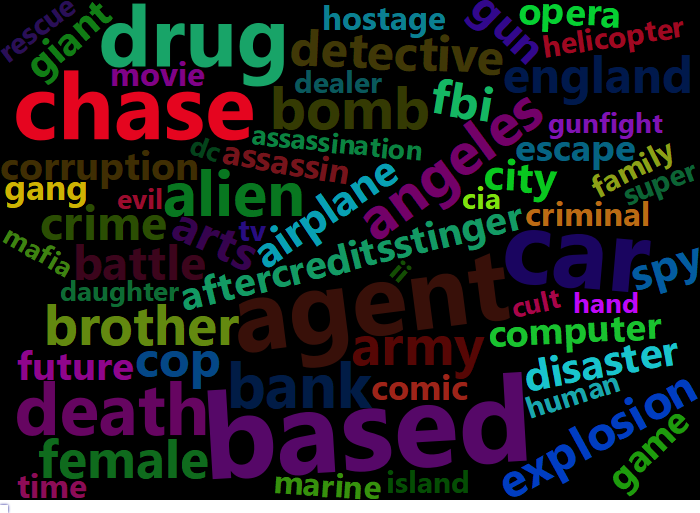 rescue
giant
drug
hostage
gun
opera
helicopter
movie
detective
dealer
england
chase
bomb
fbi
angeles
gunfight
dc
assassination
assassin
escape
corruption
family
super
gang
evil
alien
airplane
city
cia
criminal
mafia
crime
arts
tv
battle
aftercreditsstinger
ii
car
spy
daughter
agent
cult
hand
brother
army
computer
future
cop
bank
comic
disaster
human
death
based
explosion
game
female
time
marine
island